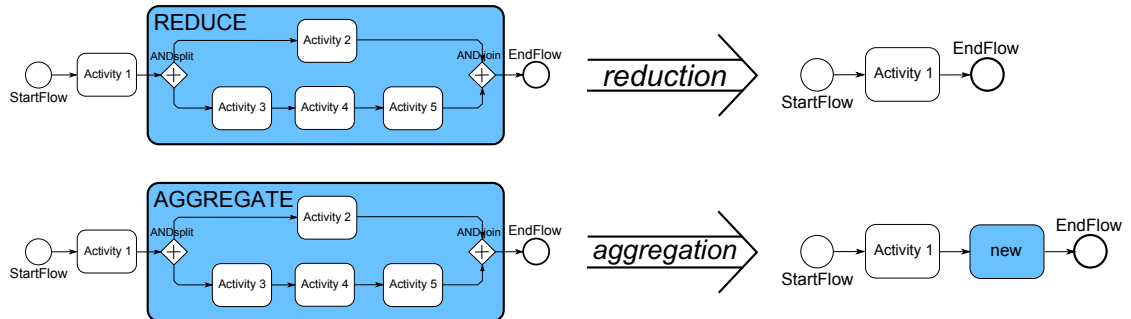 REDUCE
Activity 2
ANDsplit
ANDjoin
EndFlow
Activity 1
StartFlow
Activity 3
Activity 4
Activity 5
reduction
EndFlow
Activity 1
StartFlow
AGGREGATE
Activity 2
ANDsplit
ANDjoin
EndFlow
Activity 1
StartFlow
Activity 3
Activity 4
Activity 5
aggregation
EndFlow
Activity 1
new
StartFlow